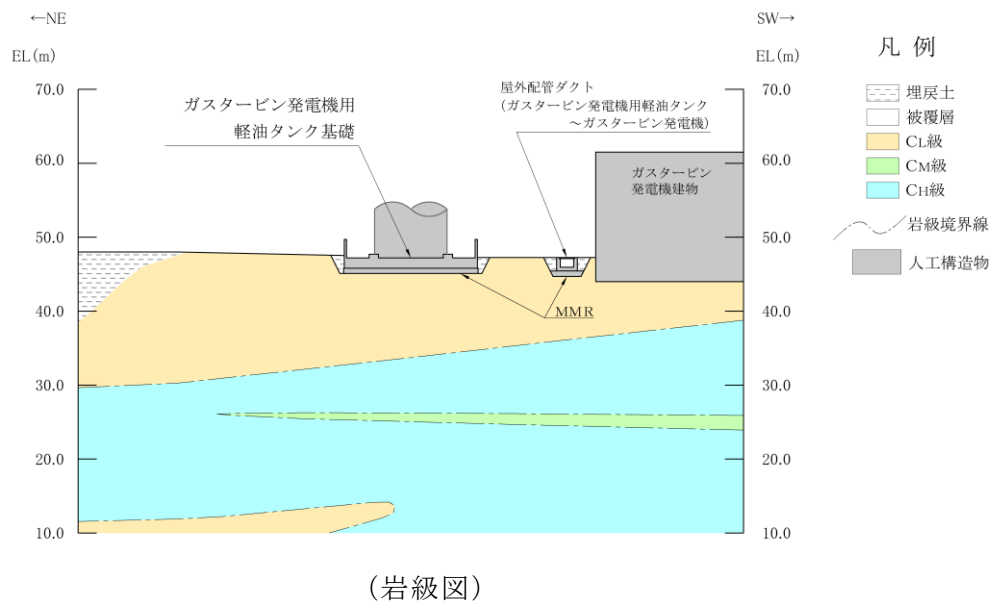 ←NE
SW→
EL(m)
EL(m)
70.0
60.0
50.0
40.0
30.0
20.0
10.0
70.0
60.0
50.0
40.0
30.0
20.0
10.0
ガスタービン発電機用
軽油タンク基礎
屋外配管ダクト
(ガスタービン発電機用軽油タンク
～ガスタービン発電機)
ガスタービン
発電機建物
MMR
凡 例
埋戻土
被覆層
CL級
CM級
CH級
岩級境界線
人工構造物
(岩級図)